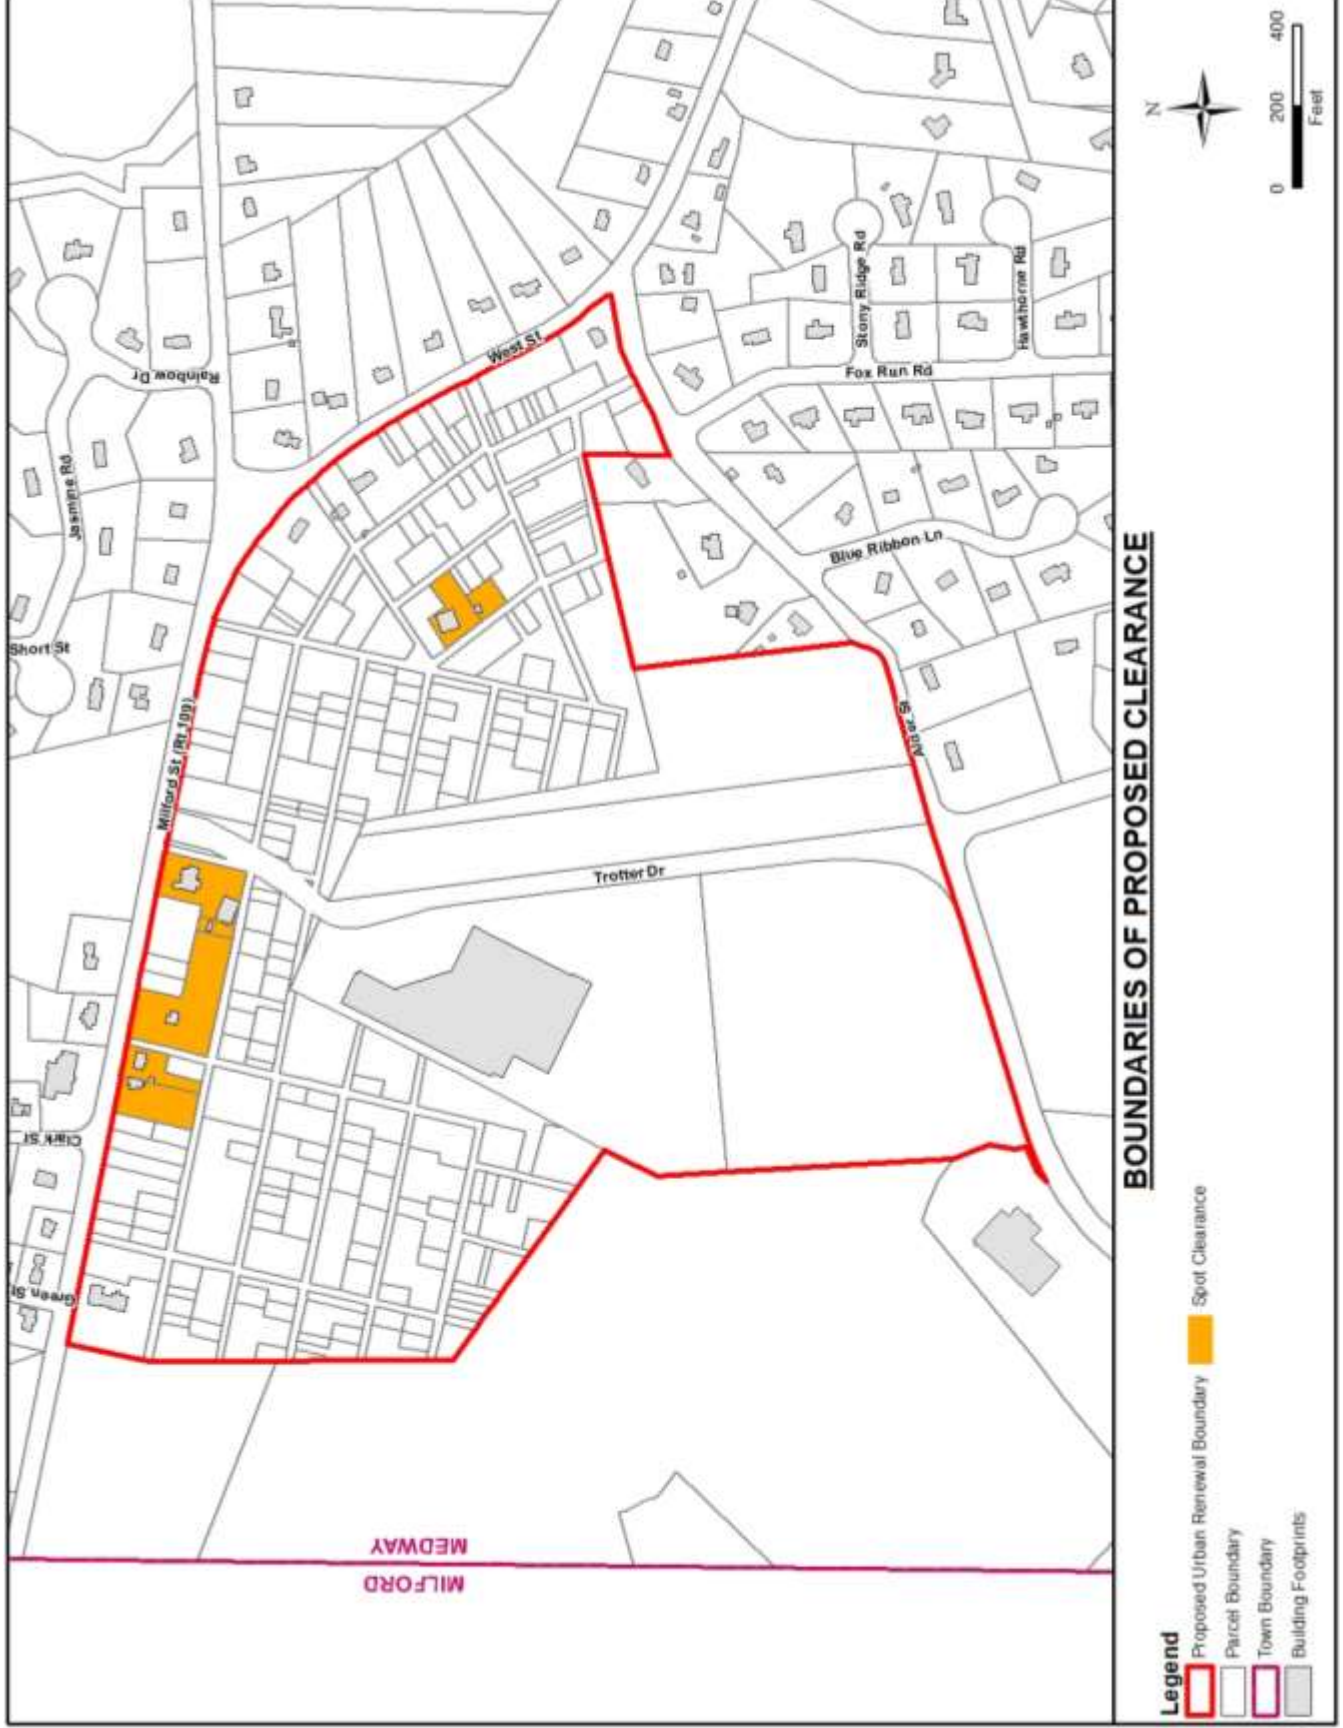 Short St
Jasmine Rd
Rainbow Dr
Green St
Clark St
Milford St (Rt. 109)
West St
Trotter Dr
Alder St
Blue Ribbon Ln
Fox Run Rd
Stony Ridge Rd
Hawthorne Rd
MILFORD
MEDWAY
BOUNDARIES OF PROPOSED CLEARANCE
Legend
Proposed Urban Renewal Boundary
Spot Clearance
Parcel Boundary
Town Boundary
Building Footprints
N
0 200 400
Feet